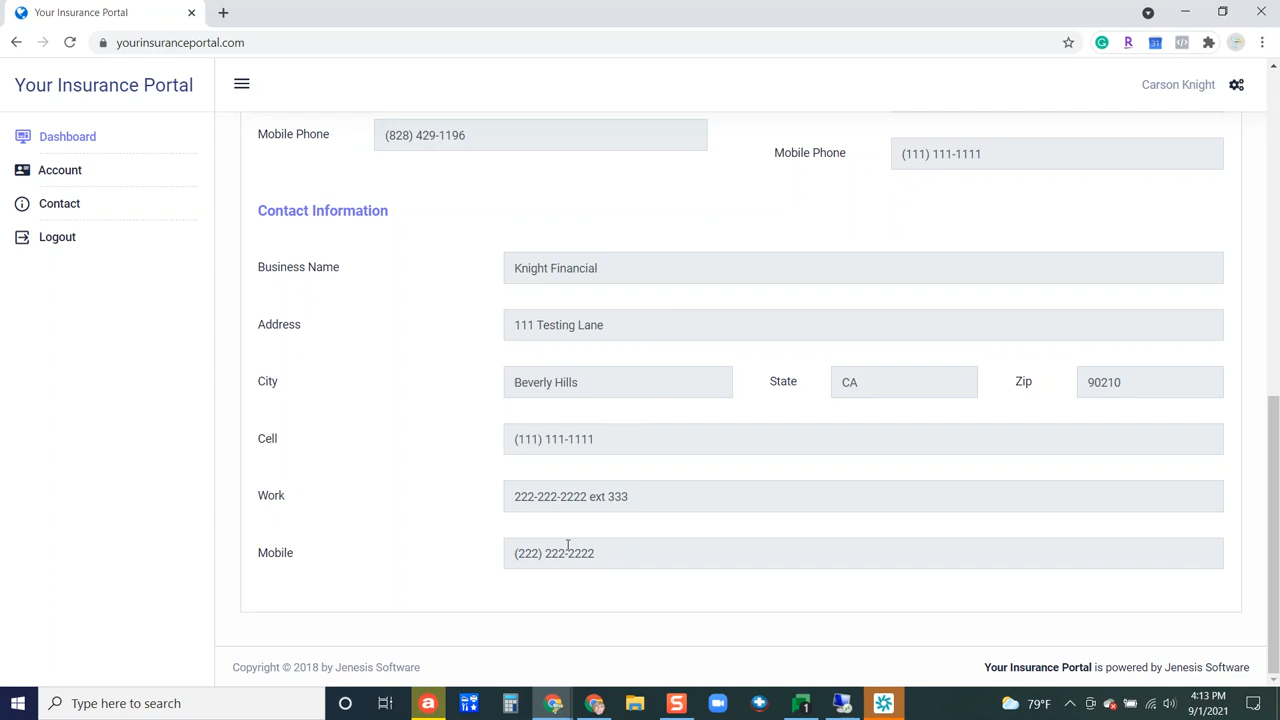 Your Insurance Portal
yourinsuranceportal.com
Your Insurance Portal
Carson Knight
Dashboard
Account
Contact
Logout
Mobile Phone (828) 429-1196
Mobile Phone (111) 111-1111
Contact Information
Business Name Knight Financial
Address 111 Testing Lane
City Beverly Hills State CA Zip 90210
Cell (111) 111-1111
Work 222-222-2222 ext 333
Mobile (222) 222-2222
Copyright © 2018 by Jenesis Software
Your Insurance Portal is powered by Jenesis Software
Type here to search
79°F
4:13 PM
9/1/2021